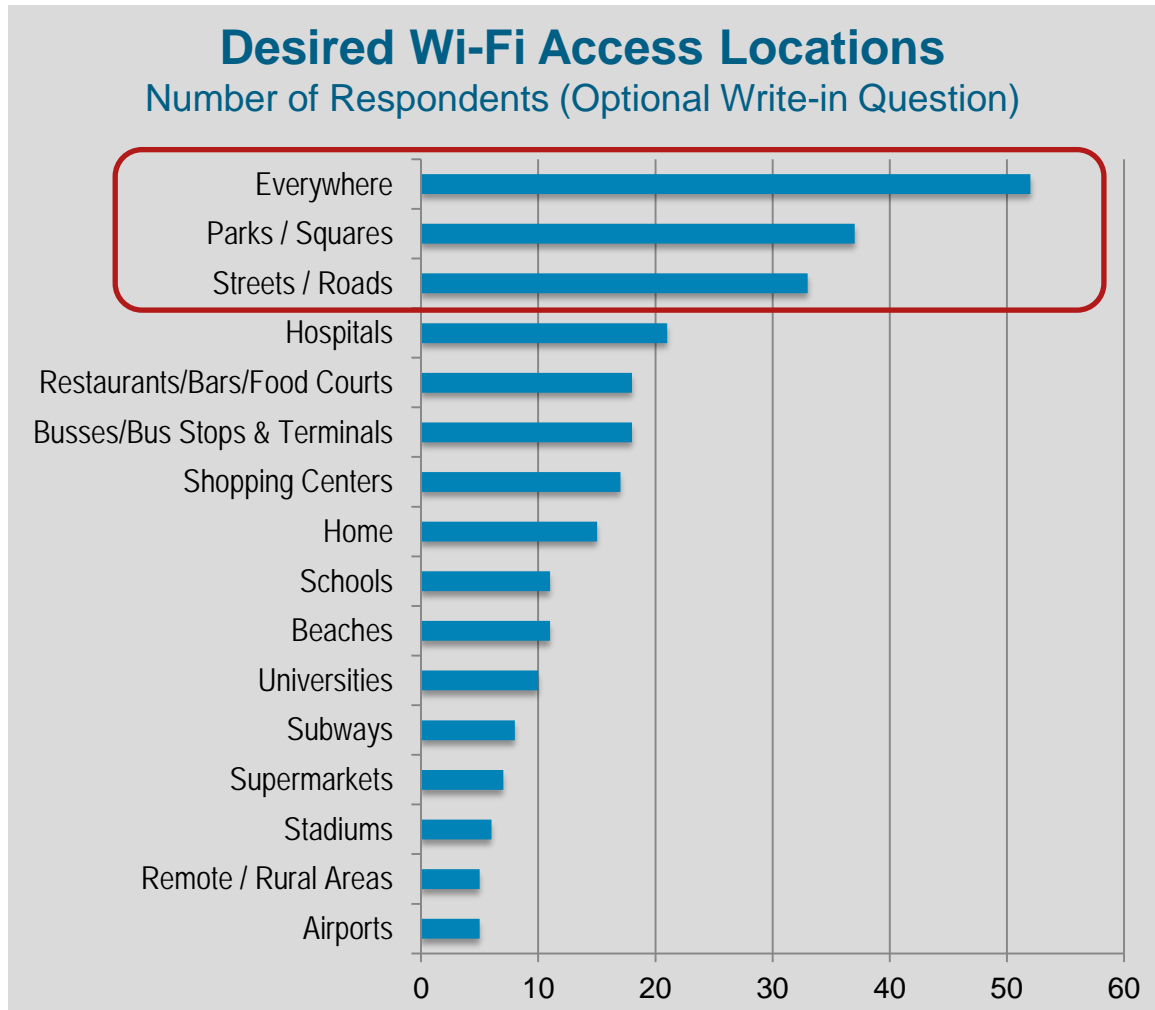 Desired Wi-Fi Access Locations
Number of Respondents (Optional Write-in Question)
Everywhere
Parks / Squares
Streets / Roads
Hospitals
Restaurants/Bars/Food Courts
Busses/Bus Stops & Terminals
Shopping Centers
Home
Schools
Beaches
Universities
Subways
Supermarkets
Stadiums
Remote / Rural Areas
Airports
0 10 20 30 40 50 60